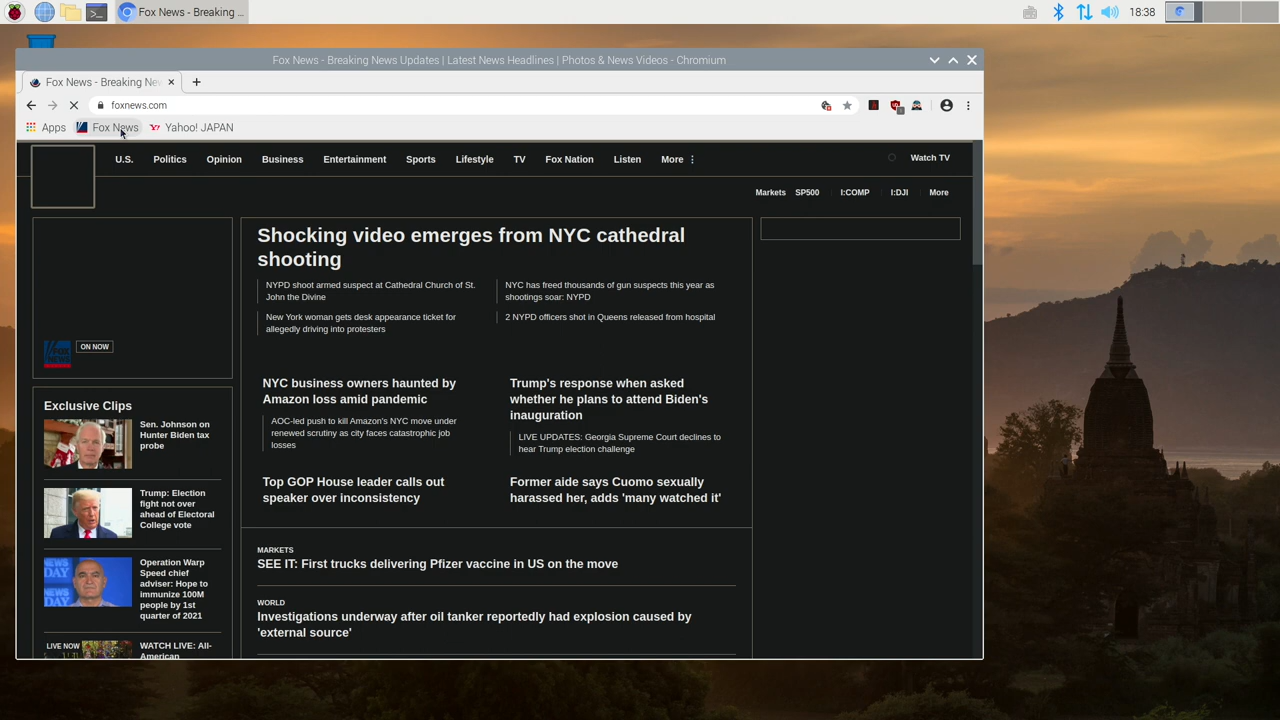 Fox News - Breaking ...
18:38
Fox News - Breaking News Updates | Latest News Headlines | Photos & News Videos - Chromium
Fox News - Breaking New
foxnews.com
Apps
Fox News
Yahoo! JAPAN
U.S.
Politics
Opinion
Business
Entertainment
Sports
Lifestyle
TV
Fox Nation
Listen
More
Watch TV
Markets
SP500
I:COMP
I:DJI
More
FOX
NEWS
ON NOW
Exclusive Clips
Sen. Johnson on
Hunter Biden tax
probe
Trump: Election
fight not over
ahead of Electoral
College vote
Operation Warp
Speed chief
adviser: Hope to
immunize 100M
people by 1st
quarter of 2021
LIVE NOW
WATCH LIVE: All-
American
Shocking video emerges from NYC cathedral
shooting
NYPD shoot armed suspect at Cathedral Church of St.
John the Divine
New York woman gets desk appearance ticket for
allegedly driving into protesters
NYC has freed thousands of gun suspects this year as
shootings soar: NYPD
2 NYPD officers shot in Queens released from hospital
NYC business owners haunted by
Amazon loss amid pandemic
AOC-led push to kill Amazon's NYC move under
renewed scrutiny as city faces catastrophic job
losses
Trump's response when asked
whether he plans to attend Biden's
inauguration
LIVE UPDATES: Georgia Supreme Court declines to
hear Trump election challenge
Top GOP House leader calls out
speaker over inconsistency
Former aide says Cuomo sexually
harassed her, adds 'many watched it'
MARKETS
SEE IT: First trucks delivering Pfizer vaccine in US on the move
WORLD
Investigations underway after oil tanker reportedly had explosion caused by
'external source'